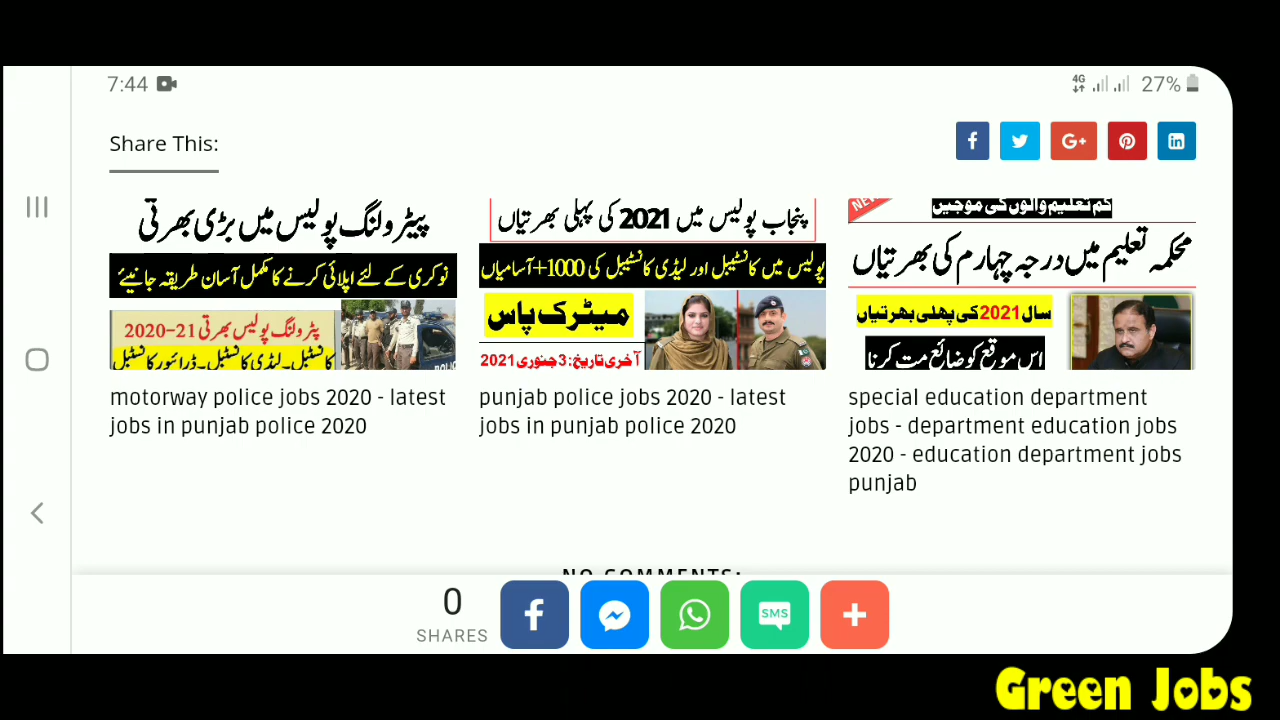 7:44
4G 27%
Share This:
پیٹرولنگ پولیس میں بڑی بھرتی
نوکری کے لئے اپلائی کرنے کا مکمل آسان طریقہ جانیئے
پٹرولنگ پولیس بھرتی 21-2020
کانسٹیبل۔لیڈی کانسٹیبل۔ڈرائیور کانسٹیبل
motorway police jobs 2020 - latest
jobs in punjab police 2020
پنجاب پولیس میں 2021 کی پہلی بھرتیاں
پولیس میں کانسٹیبل اور لیڈی کانسٹیبل کی 1000+آسامیاں
میٹرک پاس
آخری تاریخ:3جنوری2021
punjab police jobs 2020 - latest
jobs in punjab police 2020
NEW
کم تعلیم والوں کی موجیں
محکمہ تعلیم میں درجہ چہارم کی بھرتیاں
سال 2021 کی پہلی بھرتیاں
اس موقع کو ضائع مت کرنا
special education department
jobs - department education jobs
2020 - education department jobs
punjab
NO COMMENTS:
0
SHARES
SMS
Green Jobs